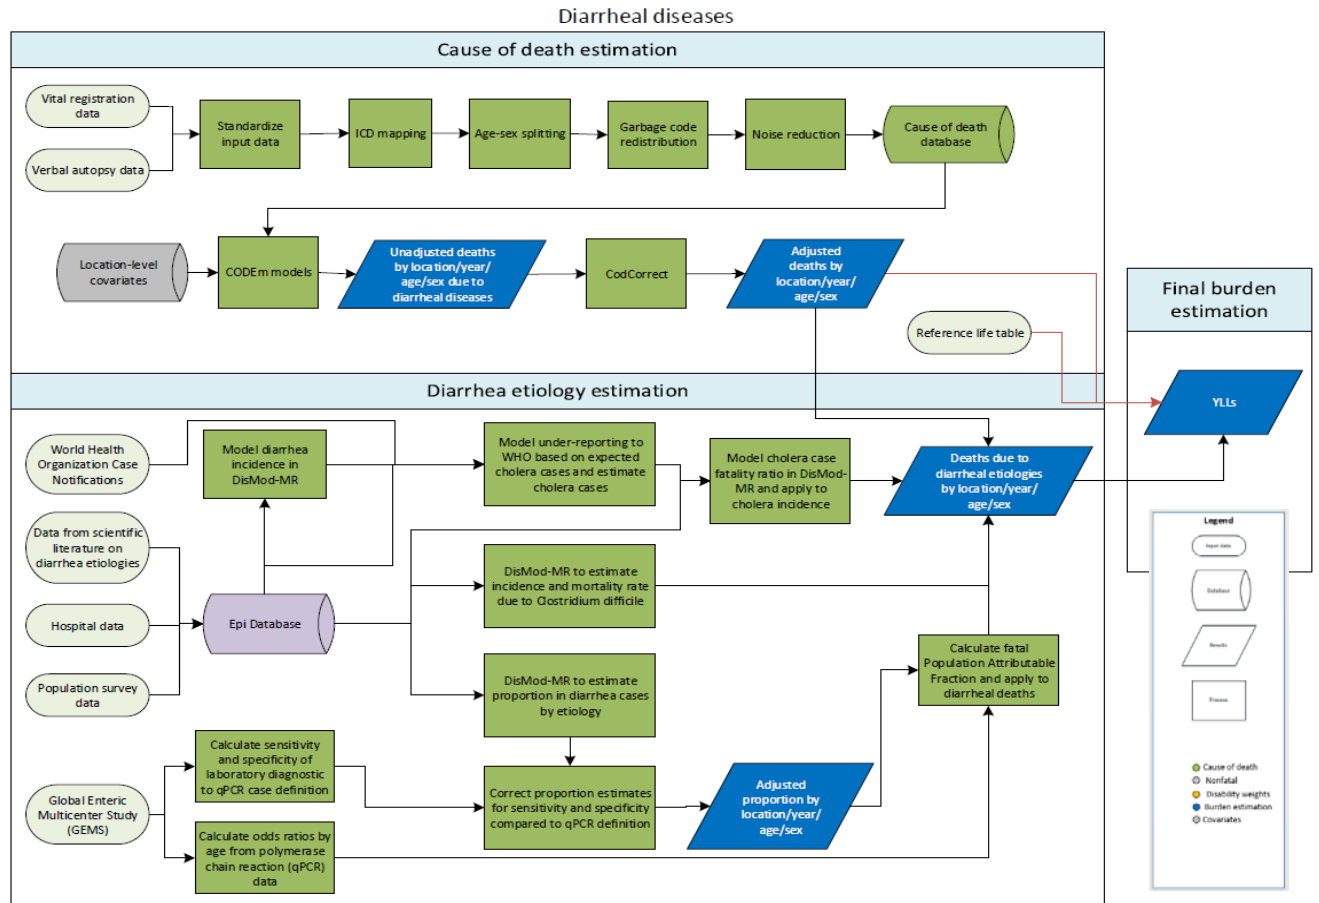 Diarrheal diseases
Cause of death estimation
Vital registration
data
Verbal autopsy data
Standardize
input data
ICD mapping
Age-sex splitting
Garbage code
redistribution
Noise reduction
Cause of death
database
Location-level
covariates
CODEm models
Unadjusted deaths
by location/year/
age/sex due to
diarrheal diseases
CodCorrect
Adjusted
deaths by
location/year/
age/sex
Reference life table
Final burden
estimation
YLLs
Diarrhea etiology estimation
World Health
Organization Case
Notifications
Data from scientific
literature on
diarrhea etiologies
Hospital data
Population survey
data
Global Enteric
Multicenter Study
(GEMS)
Model diarrhea
incidence in
DisMod-MR
Epi Database
Calculate sensitivity
and specificity of
laboratory diagnostic
to qPCR case definition
Calculate odds ratios by
age from polymerase
chain reaction (qPCR)
data
Model under-reporting to
WHO based on expected
cholera cases and estimate
cholera cases
DisMod-MR to estimate
incidence and mortality rate
due to Clostridium difficile
DisMod-MR to estimate
proportion in diarrhea cases
by etiology
Correct proportion estimates
for sensitivity and specificity
compared to qPCR definition
Model cholera case
fatality ratio in DisMod-
MR and apply to
cholera incidence
Adjusted
proportion by
location/year/
age/sex
Deaths due to
diarrheal etiologies
by location/year/
age/sex
Calculate fatal
Population Attributable
Fraction and apply to
diarrheal deaths
Legend
Input data
Database
Results
Process
Cause of death
Nonfatal
Disability weights
Burden estimation
Covariates